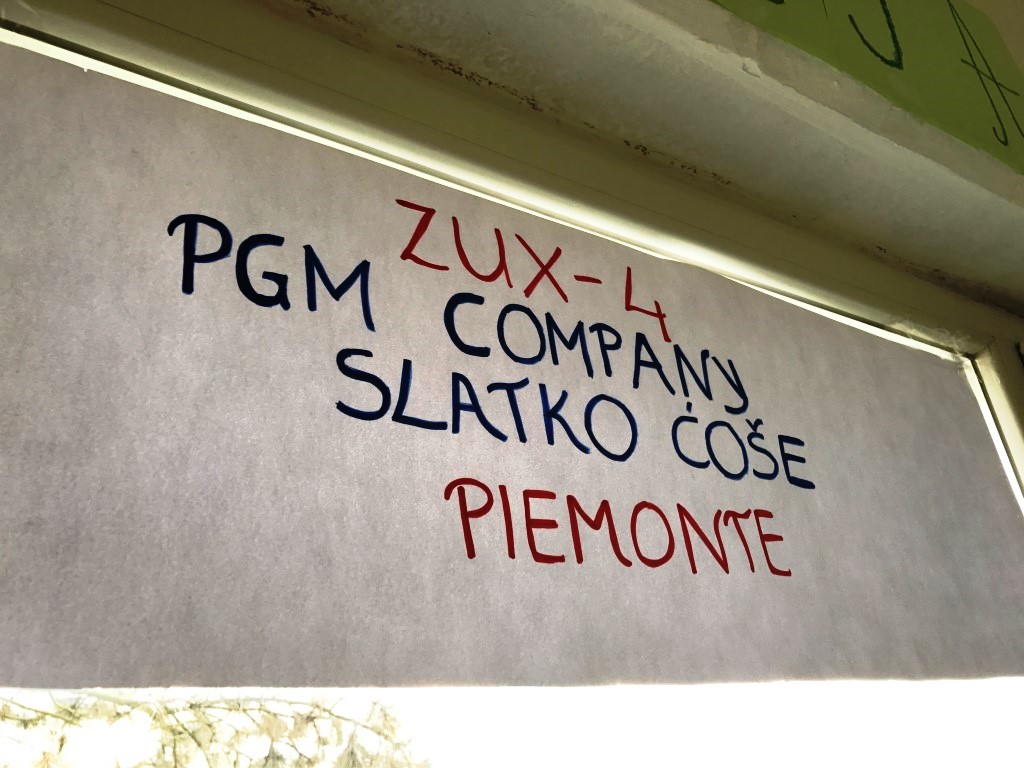 ZUX-4
PGM COMPANY
SLATKO ĆOŠE
PIEMONTE